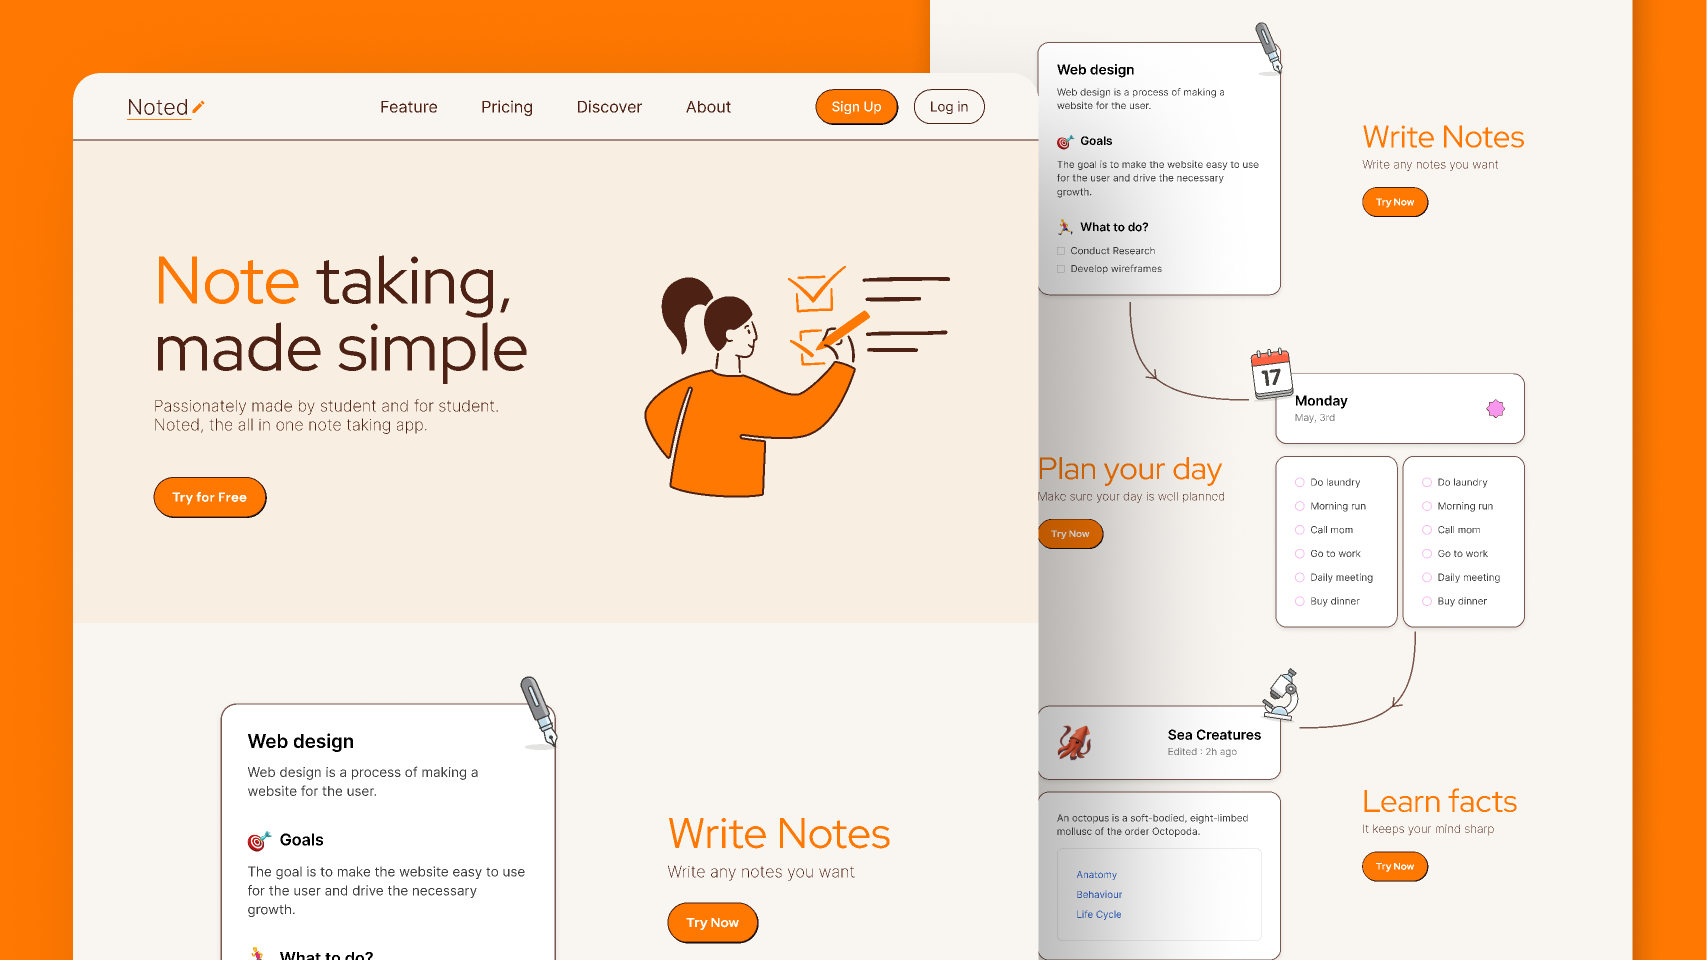 Noted
Feature
Pricing
Discover
About
Sign Up
Log in
Note taking,
made simple
Passionately made by student and for student.
Noted, the all in one note taking app.
Try for Free
Web design
Web design is a process of making a
website for the user.
Goals
The goal is to make the website easy to use
for the user and drive the necessary
growth.
What to do?
Write Notes
Write any notes you want
Try Now
Web design
Web design is a process of making a
website for the user.
Goals
The goal is to make the website easy to use
for the user and drive the necessary
growth.
What to do?
Conduct Research
Develop wireframes
Write Notes
Write any notes you want
Try Now
17
Monday
May, 3rd
Plan your day
Make sure your day is well planned
Try Now
Do laundry
Morning run
Call mom
Go to work
Daily meeting
Buy dinner
Do laundry
Morning run
Call mom
Go to work
Daily meeting
Buy dinner
Sea Creatures
Edited : 2h ago
An octopus is a soft-bodied, eight-limbed
mollusc of the order Octopoda.
Anatomy
Behaviour
Life Cycle
Learn facts
It keeps your mind sharp
Try Now